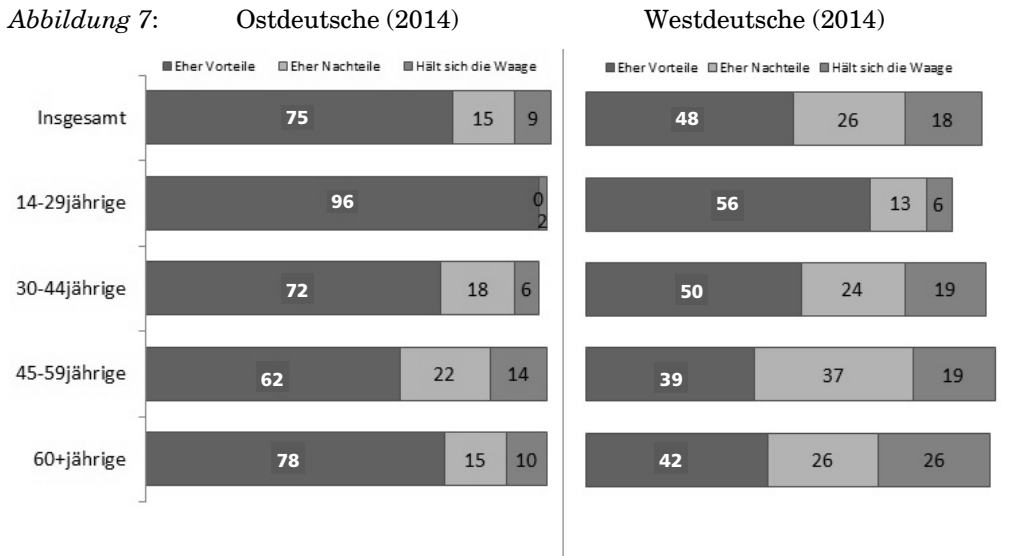 Abbildung 7: Ostdeutsche (2014) Westdeutsche (2014)
Eher Vorteile Eher Nachteile Hält sich die Waage Eher Vorteile Eher Nachteile Hält sich die Waage
Insgesamt 75 15 9 48 26 18
14-29jährige 96 0 2 56 13 6
30-44jährige 72 18 6 50 24 19
45-59jährige 62 22 14 39 37 19
60+jährige 78 15 10 42 26 26